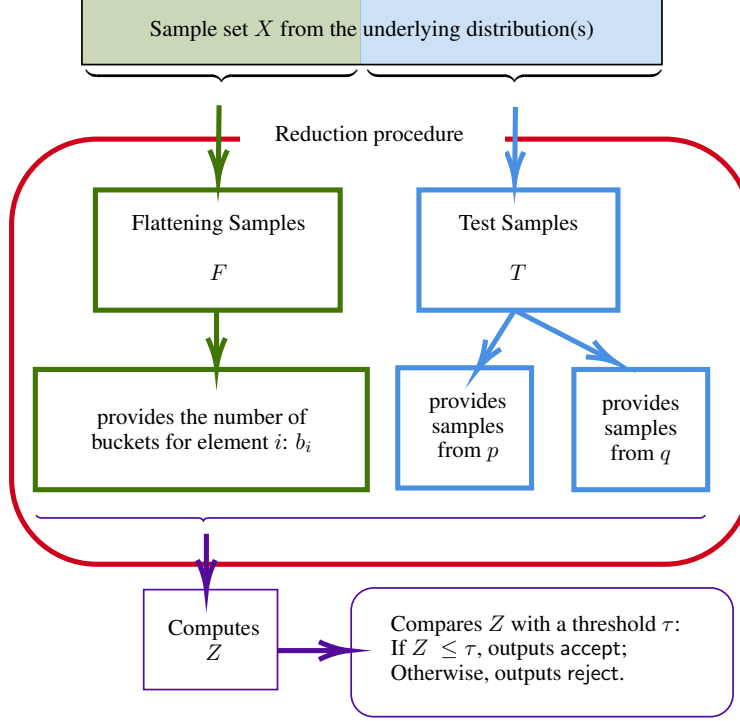 Sample set X from the underlying distribution(s)
Reduction procedure
Flattening Samples
F
Test Samples
T
provides the number of
buckets for element i: b_i
provides
samples
from p
provides
samples
from q
Computes
Z
Compares Z with a threshold τ:
If Z ≤ τ, outputs accept;
Otherwise, outputs reject.